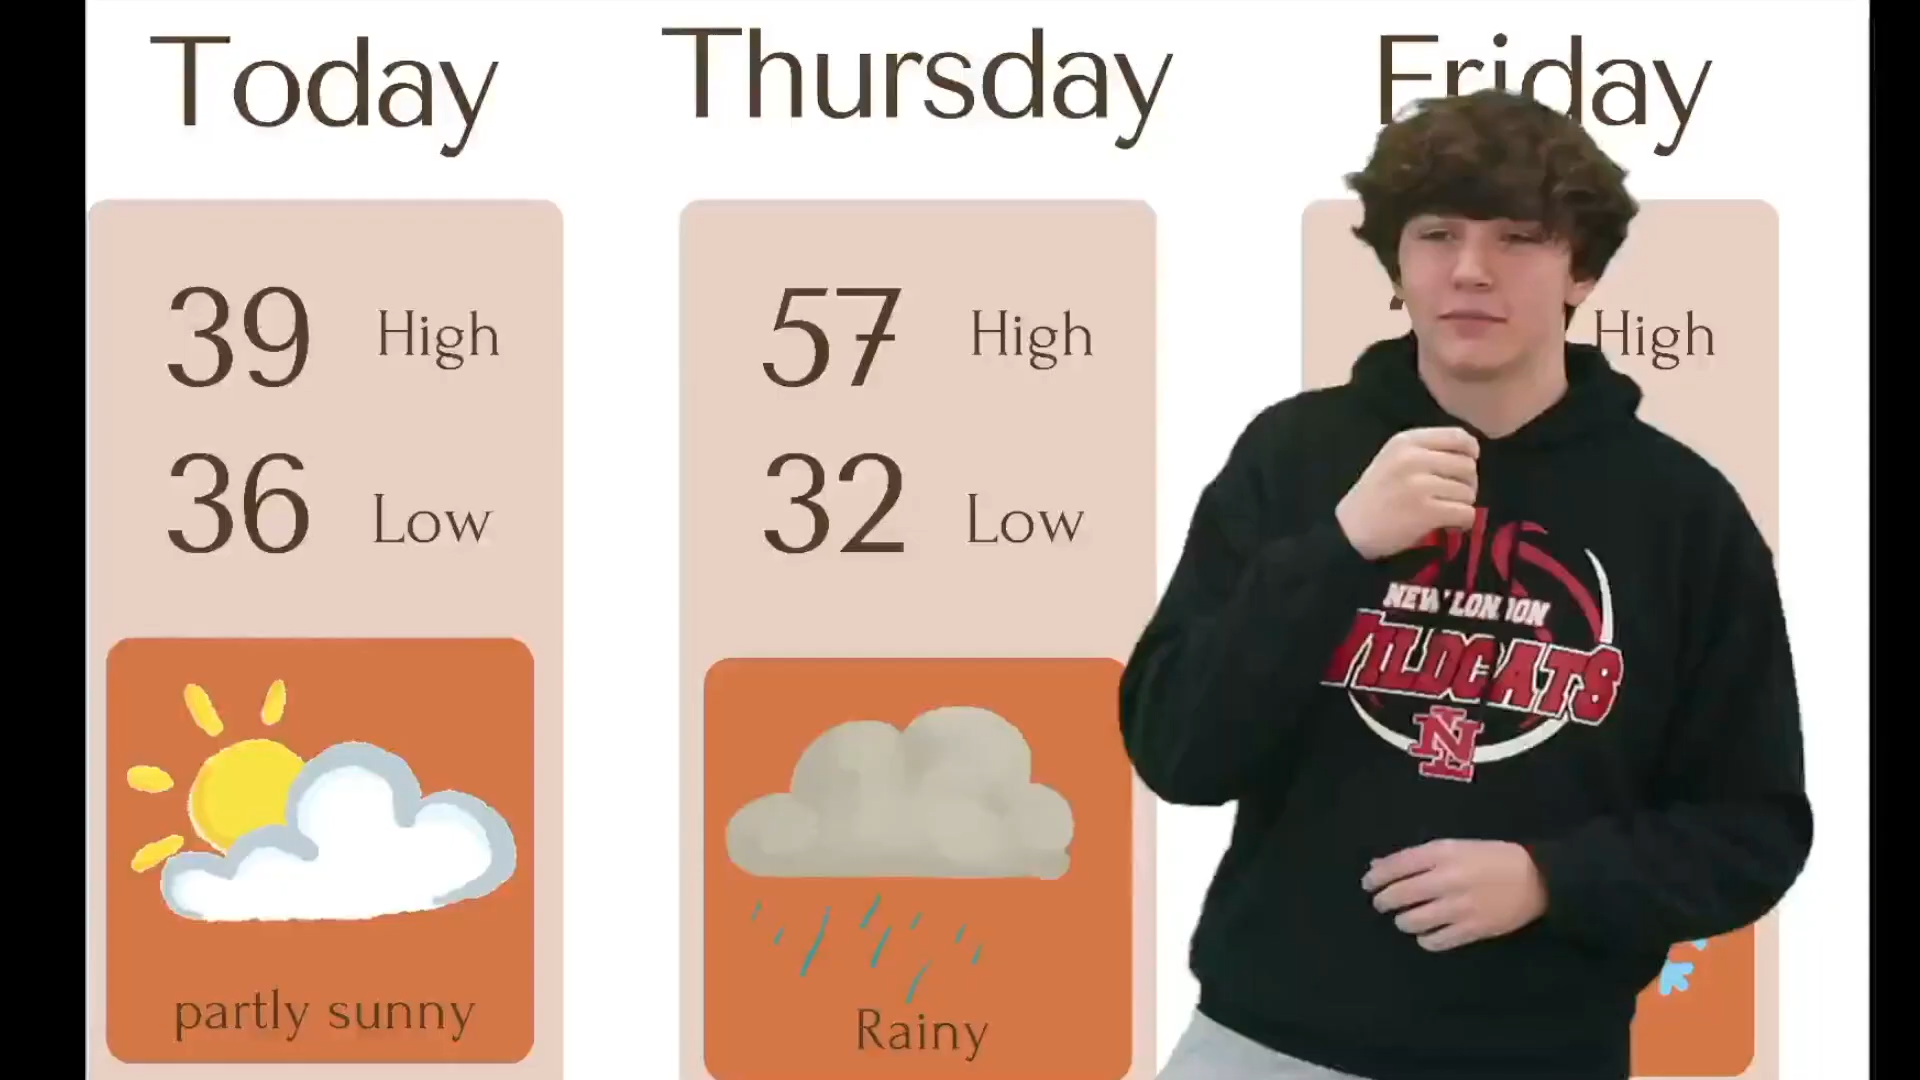 Today
Thursday
Friday
39 High
57 High
High
36 Low
32 Low
NEW LONDON
WILDCATS
NL
partly sunny
Rainy